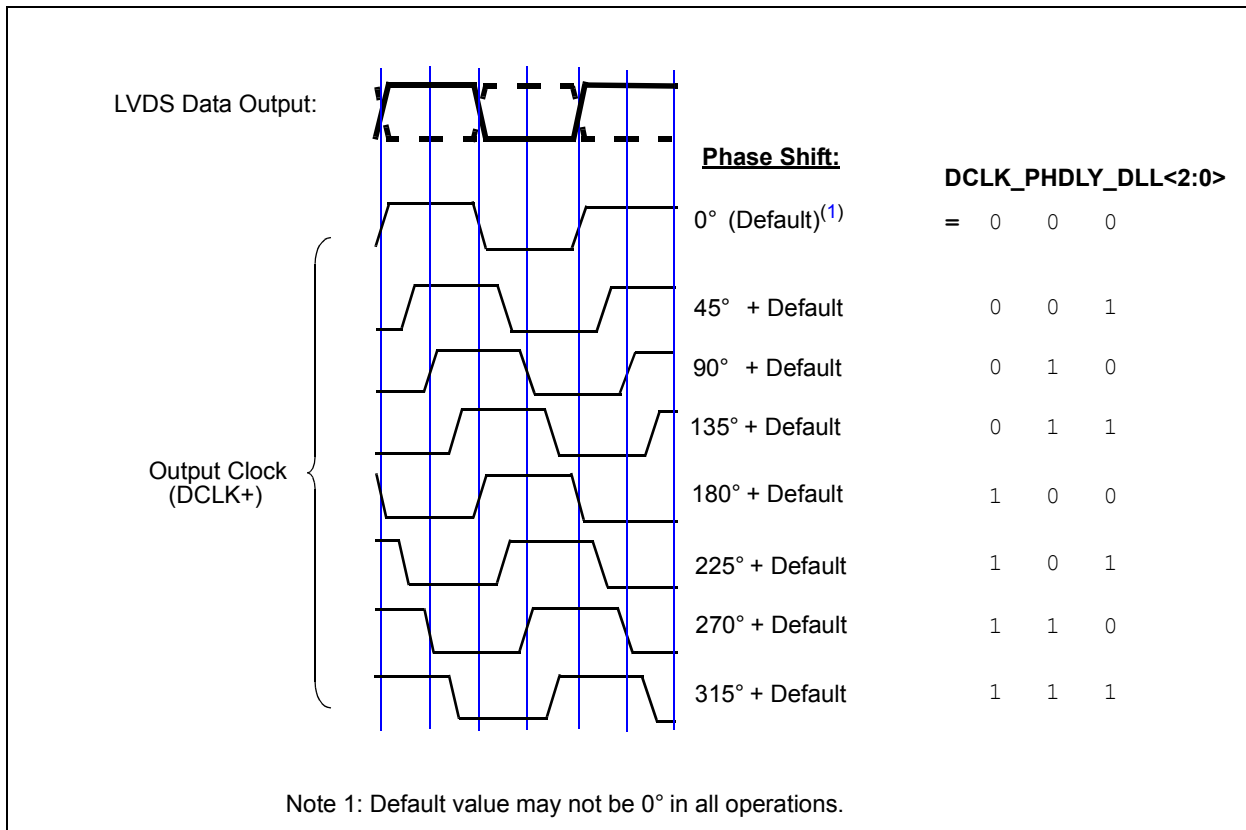 LVDS Data Output:
Phase Shift:
DCLK_PHDLY_DLL<2:0>
0° (Default)(1) = 0 0 0
45° + Default 0 0 1
90° + Default 0 1 0
135° + Default 0 1 1
Output Clock
(DCLK+)
180° + Default 1 0 0
225° + Default 1 0 1
270° + Default 1 1 0
315° + Default 1 1 1
Note 1: Default value may not be 0° in all operations.